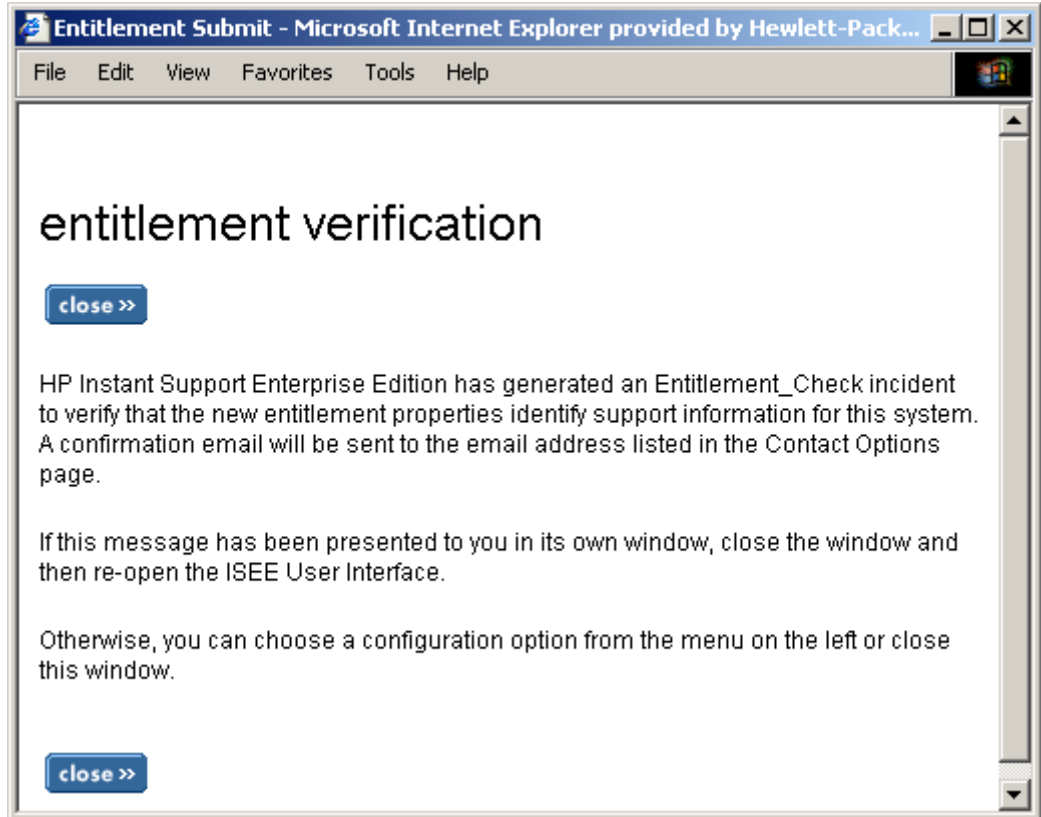 Entitlement Submit - Microsoft Internet Explorer provided by Hewlett-Pack...
File Edit View Favorites Tools Help
entitlement verification
close »
HP Instant Support Enterprise Edition has generated an Entitlement_Check incident
to verify that the new entitlement properties identify support information for this system.
A confirmation email will be sent to the email address listed in the Contact Options
page.
If this message has been presented to you in its own window, close the window and
then re-open the ISEE User Interface.
Otherwise, you can choose a configuration option from the menu on the left or close
this window.
close »